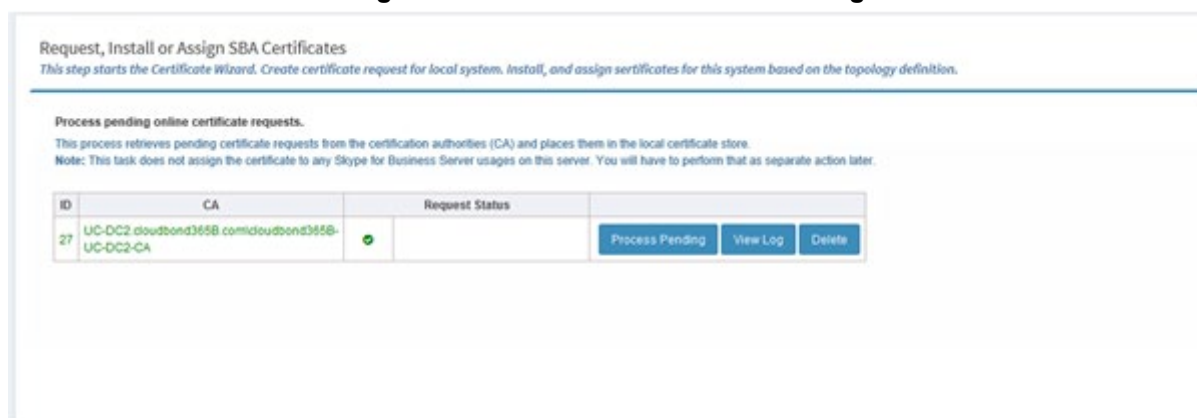 Request, Install or Assign SBA Certificates
This step starts the Certificate Wizard. Create certificate request for local system. Install, and assign sertificates for this system based on the topology definition.
Process pending online certificate requests.
This process retrieves pending certificate requests from the certification authorities (CA) and places them in the local certificate store.
Note: This task does not assign the certificate to any Skype for Business Server usages on this server. You will have to perform that as separate action later.
ID CA Request Status
27 UC-DC2.cloudbond365B.com\cloudbond365B-
UC-DC2-CA
Process Pending View Log Delete